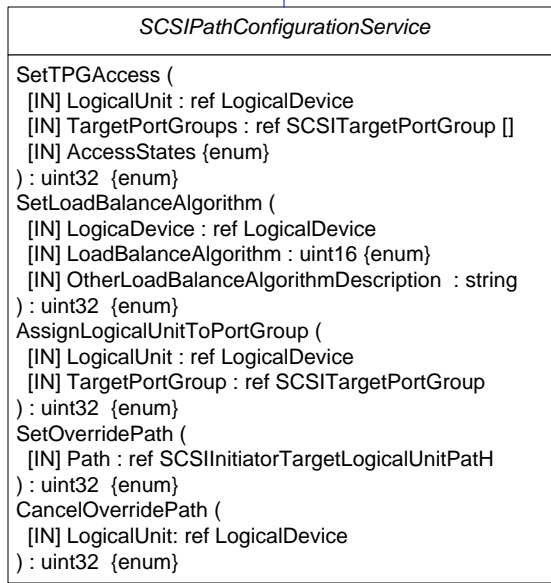 SCSIPathConfigurationService
SetTPGAccess (
[IN] LogicalUnit : ref LogicalDevice
[IN] TargetPortGroups : ref SCSITargetPortGroup []
[IN] AccessStates {enum}
) : uint32 {enum}
SetLoadBalanceAlgorithm (
[IN] LogicaDevice : ref LogicalDevice
[IN] LoadBalanceAlgorithm : uint16 {enum}
[IN] OtherLoadBalanceAlgorithmDescription : string
) : uint32 {enum}
AssignLogicalUnitToPortGroup (
[IN] LogicalUnit : ref LogicalDevice
[IN] TargetPortGroup : ref SCSITargetPortGroup
) : uint32 {enum}
SetOverridePath (
[IN] Path : ref SCSIInitiatorTargetLogicalUnitPatH
) : uint32 {enum}
CancelOverridePath (
[IN] LogicalUnit: ref LogicalDevice
) : uint32 {enum}